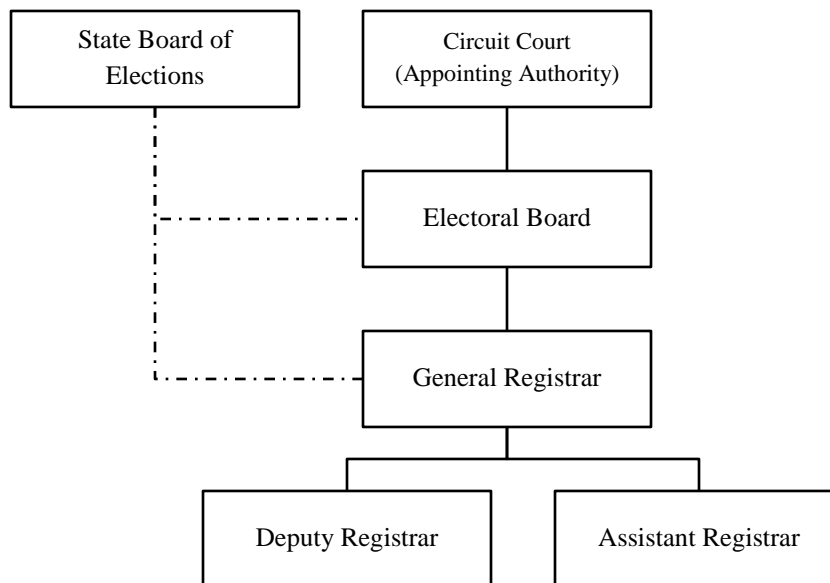 State Board of
Elections
Circuit Court
(Appointing Authority)
Electoral Board
General Registrar
Deputy Registrar
Assistant Registrar